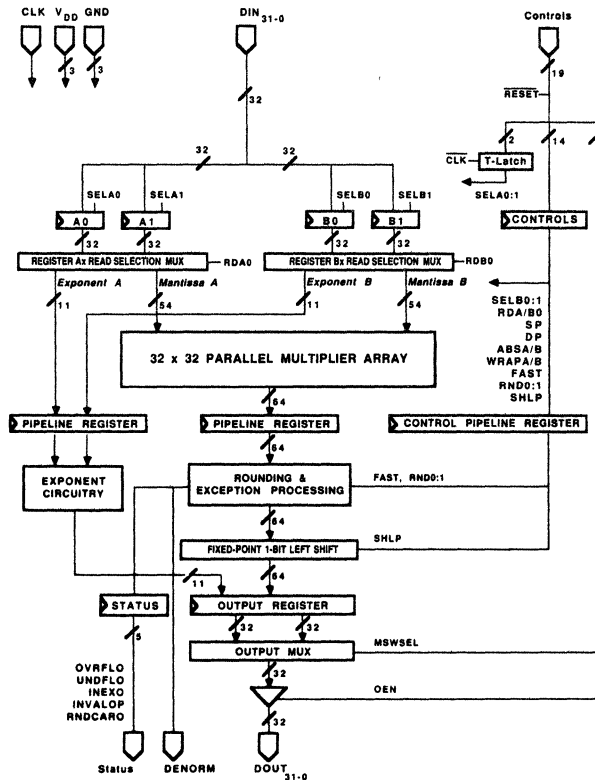 CLK VDD GND DIN31-0 Controls
3 3 19
32 RESET
32 32 2 14
CLK T-Latch
SELA0 SELA1 SELB0 SELB1 SELA0:1
A0 A1 B0 B1 CONTROLS
32 32 32 32
REGISTER Ax READ SELECTION MUX RDA0 REGISTER Bx READ SELECTION MUX RDB0
Exponent A Mantissa A Exponent B Mantissa B
11 54 11 54
SELB0:1
RDA/B0
SP
DP
ABSA/B
WRAPA/B
FAST
RND0:1
SHLP
32 x 32 PARALLEL MULTIPLIER ARRAY
64
PIPELINE REGISTER PIPELINE REGISTER CONTROL PIPELINE REGISTER
64
EXPONENT CIRCUITRY
ROUNDING &
EXCEPTION PROCESSING
FAST, RND0:1
64
FIXED-POINT 1-BIT LEFT SHIFT SHLP
11 64
STATUS OUTPUT REGISTER
5 32 32
OUTPUT MUX MSWSEL
32
OVRFLO
UNDFLO
INEXO
INVALOP
RNDCARO
OEN
32
Status DENORM DOUT31-0